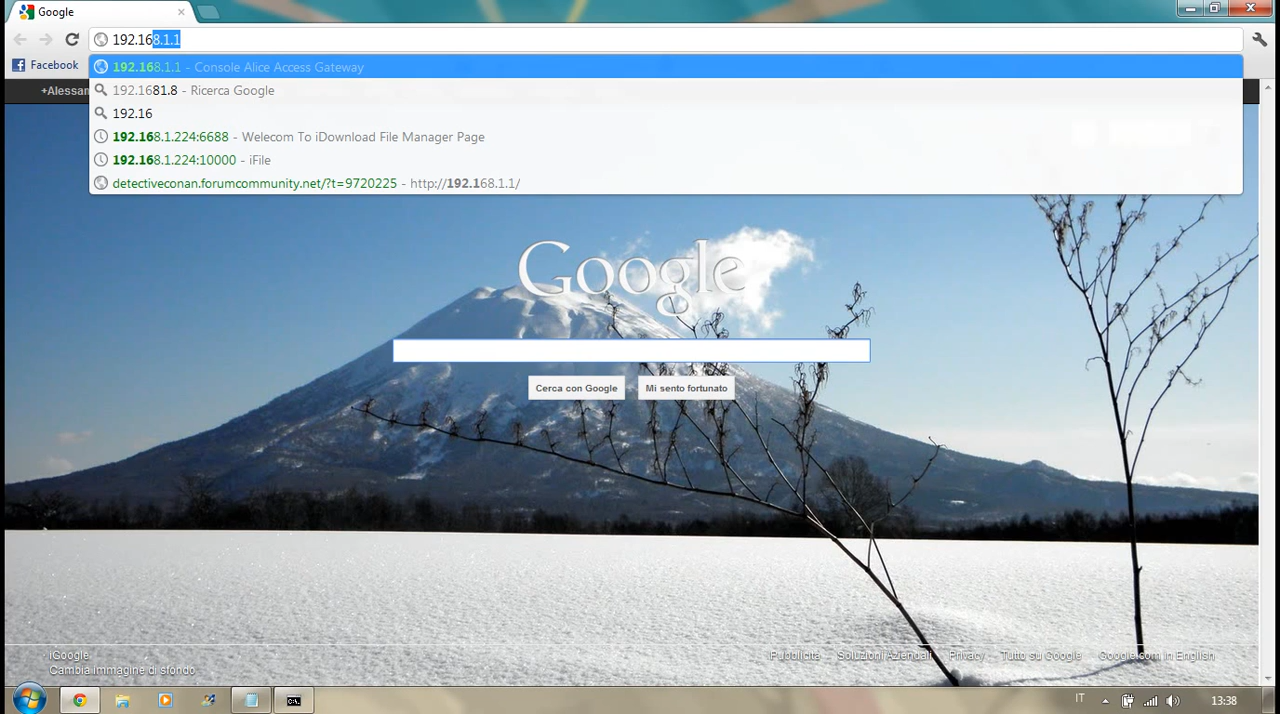 Google
192.168.1.1
Facebook
192.168.1.1 - Console Alice Access Gateway
+Alessan
192.1681.8 - Ricerca Google
192.16
192.168.1.224:6688 - Welecom To iDownload File Manager Page
192.168.1.224:10000 - iFile
detectiveconan.forumcommunity.net/?t=9720225 - http://192.168.1.1/
Google
Cerca con Google
Mi sento fortunato
iGoogle
Pubblicità
Soluzioni Aziendali
Privacy
Tutto su Google
Google.com in English
Cambia immagine di sfondo
C:\.
IT
13:38